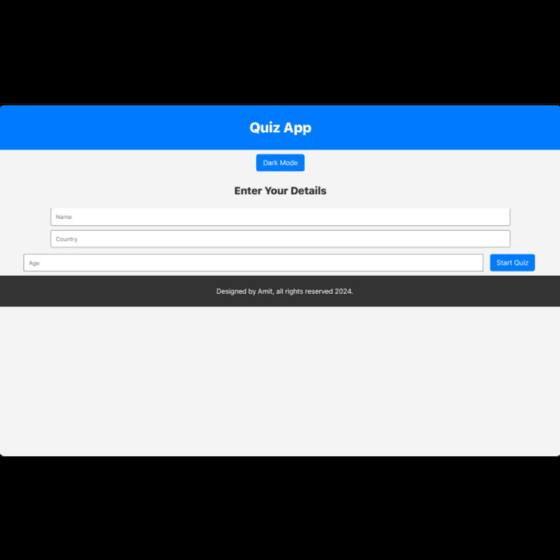 Quiz App
Dark Mode
Enter Your Details
Name
Country
Age
Start Quiz
Designed by Amit, all rights reserved 2024.